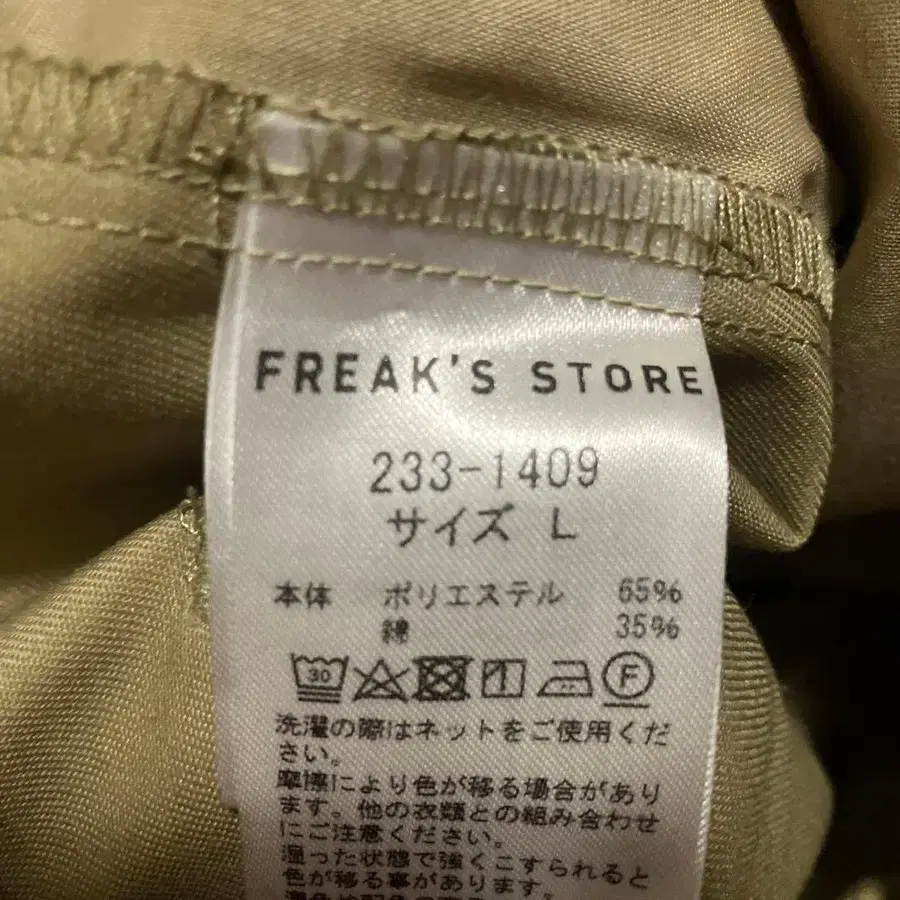 FREAK'S STORE
233-1409
サイズ L
本体 ポリエステル 65%
綿 35%
30 F
洗濯の際はネットをご使用くだ
さい。
摩擦により色が移る場合があり
ます。他の衣類との組み合わせ
にご注意ください。
湿った状態で強くこすられると
色が移る事があります。